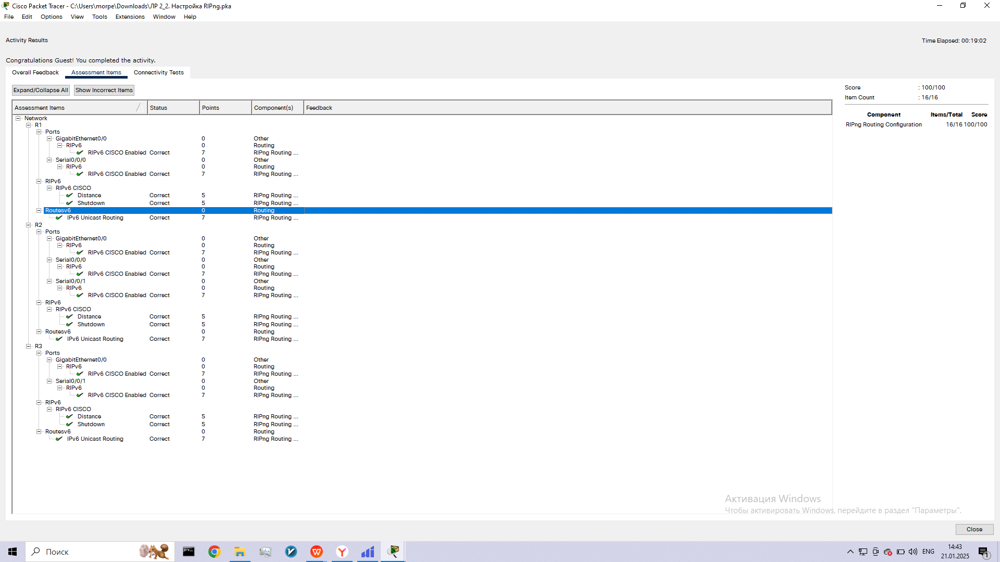 Cisco Packet Tracer - C:\Users\morpe\Downloads\ЛР 2_2. Настройка RIPng.pka
File Edit Options View Tools Extensions Window Help
Activity Results
Time Elapsed: 00:19:02
Congratulations Guest! You completed the activity.
Overall Feedback Assessment Items Connectivity Tests
Expand/Collapse All Show Incorrect Items
Assessment Items Status Points Component(s) Feedback
Network
R1
Ports
GigabitEthernet0/0 0 Other
RIPv6 0 Routing
RIPv6 CISCO Enabled Correct 7 RIPng Routing ...
Serial0/0/0 0 Other
RIPv6 0 Routing
RIPv6 CISCO Enabled Correct 7 RIPng Routing ...
RIPv6
RIPv6 CISCO
Distance Correct 5 RIPng Routing ...
Shutdown Correct 5 RIPng Routing ...
Routesv6 0 Routing
IPv6 Unicast Routing Correct 7 RIPng Routing ...
R2
Ports
GigabitEthernet0/0 0 Other
RIPv6 0 Routing
RIPv6 CISCO Enabled Correct 7 RIPng Routing ...
Serial0/0/0 0 Other
RIPv6 0 Routing
RIPv6 CISCO Enabled Correct 7 RIPng Routing ...
Serial0/0/1 0 Other
RIPv6 0 Routing
RIPv6 CISCO Enabled Correct 7 RIPng Routing ...
RIPv6
RIPv6 CISCO
Distance Correct 5 RIPng Routing ...
Shutdown Correct 5 RIPng Routing ...
Routesv6 0 Routing
IPv6 Unicast Routing Correct 7 RIPng Routing ...
R3
Ports
GigabitEthernet0/0 0 Other
RIPv6 0 Routing
RIPv6 CISCO Enabled Correct 7 RIPng Routing ...
Serial0/0/1 0 Other
RIPv6 0 Routing
RIPv6 CISCO Enabled Correct 7 RIPng Routing ...
RIPv6
RIPv6 CISCO
Distance Correct 5 RIPng Routing ...
Shutdown Correct 5 RIPng Routing ...
Routesv6 0 Routing
IPv6 Unicast Routing Correct 7 RIPng Routing ...
Score : 100/100
Item Count : 16/16
Component Items/Total Score
RIPng Routing Configuration 16/16 100/100
Активация Windows
Чтобы активировать Windows, перейдите в раздел "Параметры".
Close
Поиск
ENG
14:43
21.01.2025
1